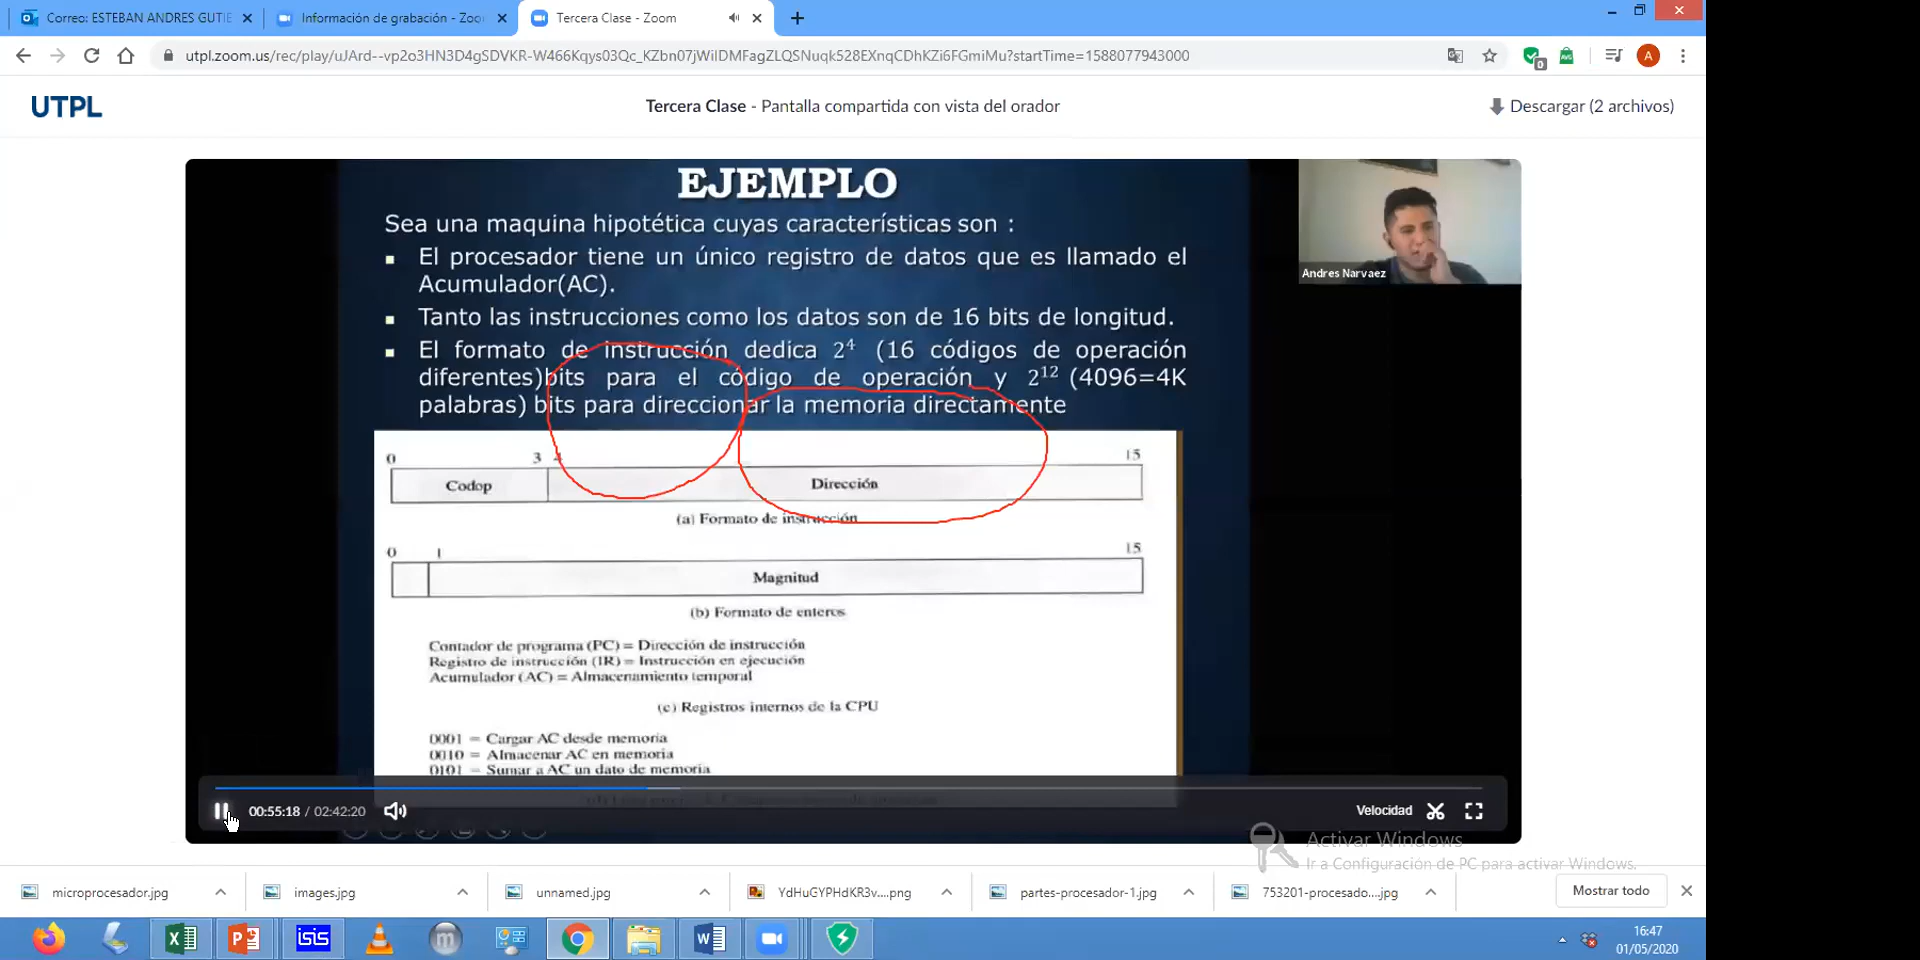 Correo: ESTEBAN ANDRES GUTIE
Información de grabación - Zoo
Tercera Clase - Zoom
utpl.zoom.us/rec/play/uJArd--vp2o3HN3D4gSDVKR-W466Kqys03Qc_KZbn07jWilDMFagZLQSNuqk528EXnqCDhKZi6FGmiMu?startTime=1588077943000
0
A
UTPL
Tercera Clase - Pantalla compartida con vista del orador
Descargar (2 archivos)
EJEMPLO
Sea una maquina hipotética cuyas características son :
El procesador tiene un único registro de datos que es llamado el
Acumulador(AC).
Tanto las instrucciones como los datos son de 16 bits de longitud.
El formato de instrucción dedica 2⁴ (16 códigos de operación
diferentes)bits para el código de operación y 2¹² (4096=4K
palabras) bits para direccionar la memoria directamente
Andres Narvaez
0 3 4 15
Codop Dirección
(a) Formato de instrucción
0 1 15
Magnitud
(b) Formato de enteros
Contador de programa (PC) = Dirección de instrucción
Registro de instrucción (IR) = Instrucción en ejecución
Acumulador (AC) = Almacenamiento temporal
(c) Registros internos de la CPU
0001 = Cargar AC desde memoria
0010 = Almacenar AC en memoria
0101 = Sumar a AC un dato de memoria
00:55:18 / 02:42:20
Velocidad
Activar Windows
Ir a Configuración de PC para activar Windows.
microprocesador.jpg
images.jpg
unnamed.jpg
YdHuGYPHdKR3v....png
partes-procesador-1.jpg
753201-procesado....jpg
Mostrar todo
isis
16:47
01/05/2020